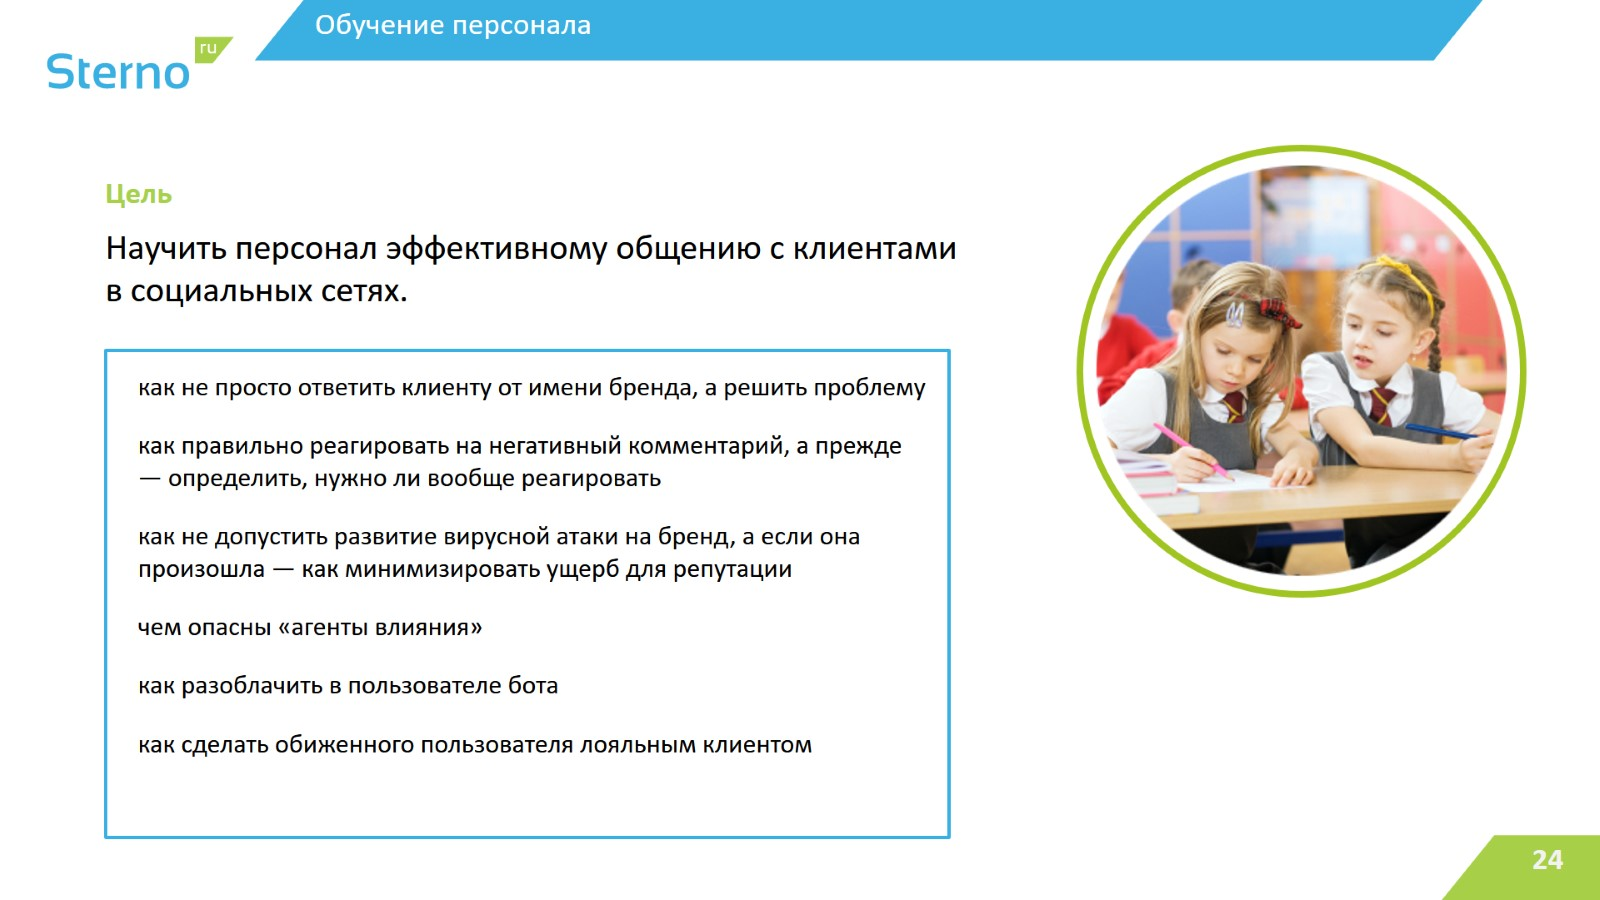 Обучение персонала
Sterno
ru
Цель
Научить персонал эффективному общению с клиентами
в социальных сетях.
как не просто ответить клиенту от имени бренда, а решить проблему
как правильно реагировать на негативный комментарий, а прежде
— определить, нужно ли вообще реагировать
как не допустить развитие вирусной атаки на бренд, а если она
произошла — как минимизировать ущерб для репутации
чем опасны «агенты влияния»
как разоблачить в пользователе бота
как сделать обиженного пользователя лояльным клиентом
24